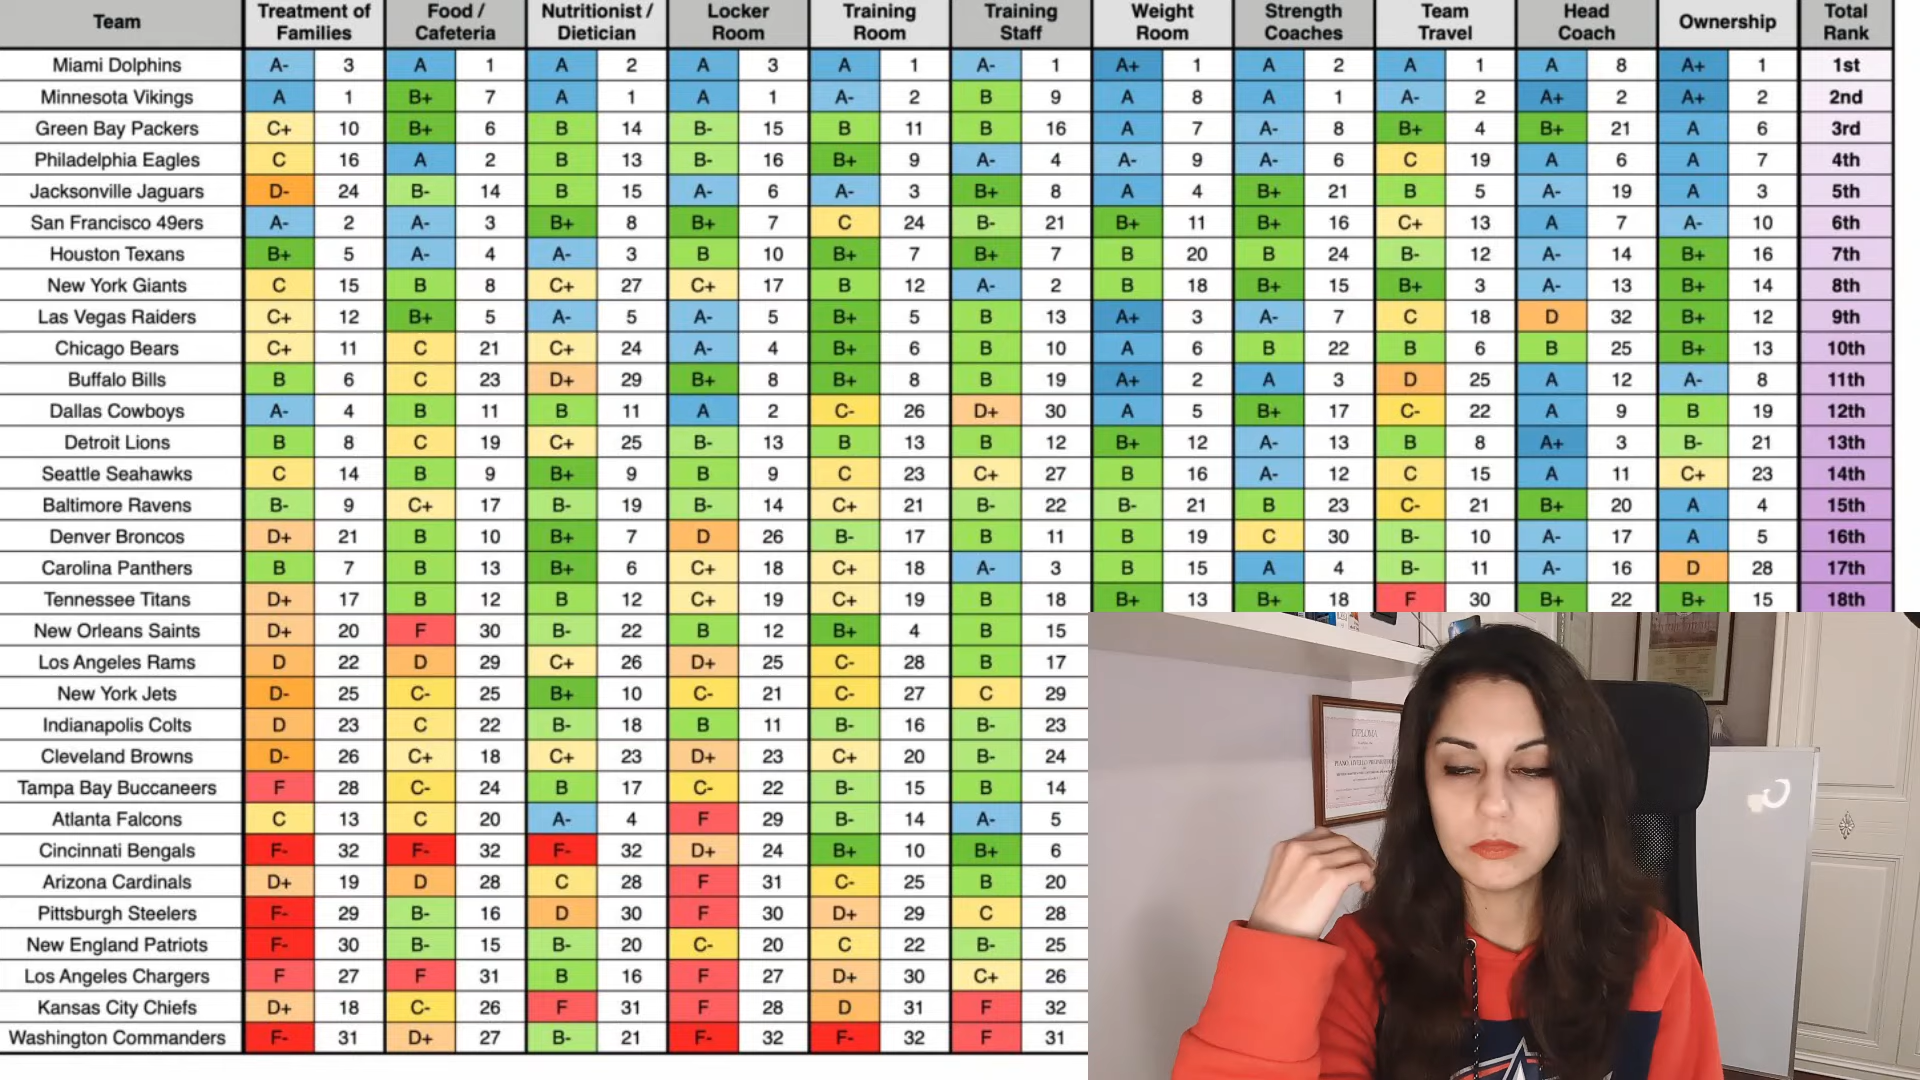 Team Treatment of Families Food / Cafeteria Nutritionist / Dietician Locker Room Training Room Training Staff Weight Room Strength Coaches Team Travel Head Coach Ownership Total Rank
Miami Dolphins A- 3 A 1 A 2 A 3 A 1 A- 1 A+ 1 A 2 A 1 A 8 A+ 1 1st
Minnesota Vikings A 1 B+ 7 A 1 A 1 A- 2 B 9 A 8 A 1 A- 2 A+ 2 A+ 2 2nd
Green Bay Packers C+ 10 B+ 6 B 14 B- 15 B 11 B 16 A 7 A- 8 B+ 4 B+ 21 A 6 3rd
Philadelphia Eagles C 16 A 2 B 13 B- 16 B+ 9 A- 4 A- 9 A- 6 C 19 A 6 A 7 4th
Jacksonville Jaguars D- 24 B- 14 B 15 A- 6 A- 3 B+ 8 A 4 B+ 21 B 5 A- 19 A 3 5th
San Francisco 49ers A- 2 A- 3 B+ 8 B+ 7 C 24 B- 21 B+ 11 B+ 16 C+ 13 A 7 A- 10 6th
Houston Texans B+ 5 A- 4 A- 3 B 10 B+ 7 B+ 7 B 20 B 24 B- 12 A- 14 B+ 16 7th
New York Giants C 15 B 8 C+ 27 C+ 17 B 12 A- 2 B 18 B+ 15 B+ 3 A- 13 B+ 14 8th
Las Vegas Raiders C+ 12 B+ 5 A- 5 A- 5 B+ 5 B 13 A+ 3 A- 7 C 18 D 32 B+ 12 9th
Chicago Bears C+ 11 C 21 C+ 24 A- 4 B+ 6 B 10 A 6 B 22 B 6 B 25 B+ 13 10th
Buffalo Bills B 6 C 23 D+ 29 B+ 8 B+ 8 B 19 A+ 2 A 3 D 25 A 12 A- 8 11th
Dallas Cowboys A- 4 B 11 B 11 A 2 C- 26 D+ 30 A 5 B+ 17 C- 22 A 9 B 19 12th
Detroit Lions B 8 C 19 C+ 25 B- 13 B 13 B 12 B+ 12 A- 13 B 8 A+ 3 B- 21 13th
Seattle Seahawks C 14 B 9 B+ 9 B 9 C 23 C+ 27 B 16 A- 12 C 15 A 11 C+ 23 14th
Baltimore Ravens B- 9 C+ 17 B- 19 B- 14 C+ 21 B- 22 B- 21 B 23 C- 21 B+ 20 A 4 15th
Denver Broncos D+ 21 B 10 B+ 7 D 26 B- 17 B 11 B 19 C 30 B- 10 A- 17 A 5 16th
Carolina Panthers B 7 B 13 B+ 6 C+ 18 C+ 18 A- 3 B 15 A 4 B- 11 A- 16 D 28 17th
Tennessee Titans D+ 17 B 12 B 12 C+ 19 C+ 19 B 18 B+ 13 B+ 18 F 30 B+ 22 B+ 15 18th
New Orleans Saints D+ 20 F 30 B- 22 B 12 B+ 4 B 15
Los Angeles Rams D 22 D 29 C+ 26 D+ 25 C- 28 B 17
New York Jets D- 25 C- 25 B+ 10 C- 21 C- 27 C 29
Indianapolis Colts D 23 C 22 B- 18 B 11 B- 16 B- 23
Cleveland Browns D- 26 C+ 18 C+ 23 D+ 23 C+ 20 B- 24
Tampa Bay Buccaneers F 28 C- 24 B 17 C- 22 B- 15 B 14
Atlanta Falcons C 13 C 20 A- 4 F 29 B- 14 A- 5
Cincinnati Bengals F- 32 F- 32 F- 32 D+ 24 B+ 10 B+ 6
Arizona Cardinals D+ 19 D 28 C 28 F 31 C- 25 B 20
Pittsburgh Steelers F- 29 B- 16 D 30 F 30 D+ 29 C 28
New England Patriots F- 30 B- 15 B- 20 C- 20 C 22 B- 25
Los Angeles Chargers F 27 F 31 B 16 F 27 D+ 30 C+ 26
Kansas City Chiefs D+ 18 C- 26 F 31 F 28 D 31 F 32
Washington Commanders F- 31 D+ 27 B- 21 F- 32 F- 32 F 31
DIPLOMA